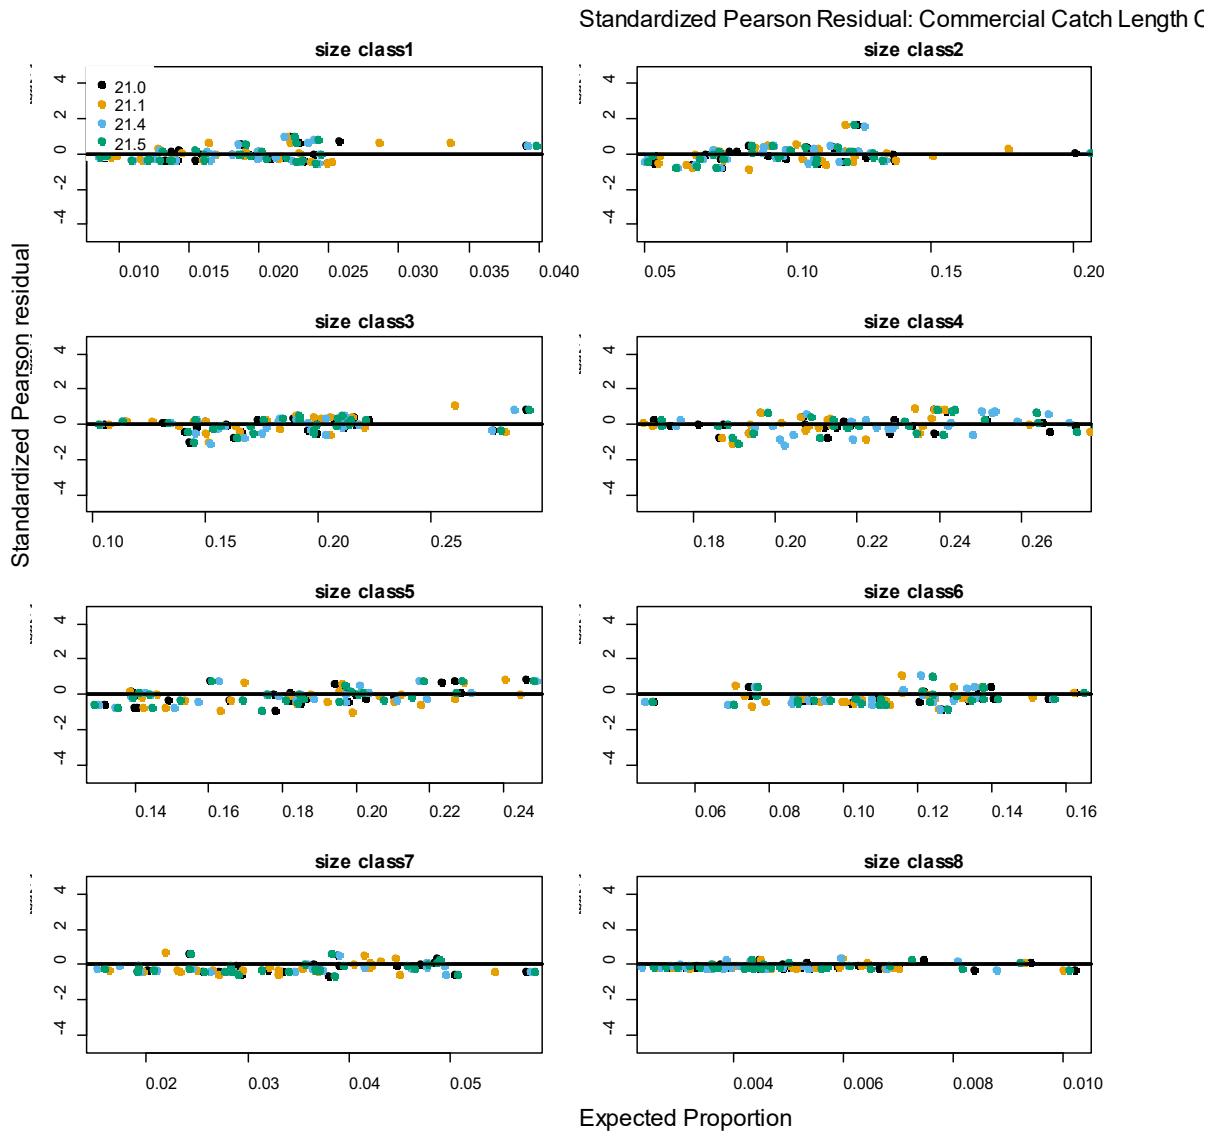 Standardized Pearson Residual: Commercial Catch Length C
size class1
size class2
4
2
0
-2
-4
21.0
21.1
21.4
21.5
0.010 0.015 0.020 0.025 0.030 0.035 0.040
4
2
0
-2
-4
0.05 0.10 0.15 0.20
Standardized Pearson residual
size class3
size class4
4
2
0
-2
-4
0.10 0.15 0.20 0.25
4
2
0
-2
-4
0.18 0.20 0.22 0.24 0.26
size class5
size class6
4
2
0
-2
-4
0.14 0.16 0.18 0.20 0.22 0.24
4
2
0
-2
-4
0.06 0.08 0.10 0.12 0.14 0.16
size class7
size class8
4
2
0
-2
-4
0.02 0.03 0.04 0.05
4
2
0
-2
-4
0.004 0.006 0.008 0.010
Expected Proportion